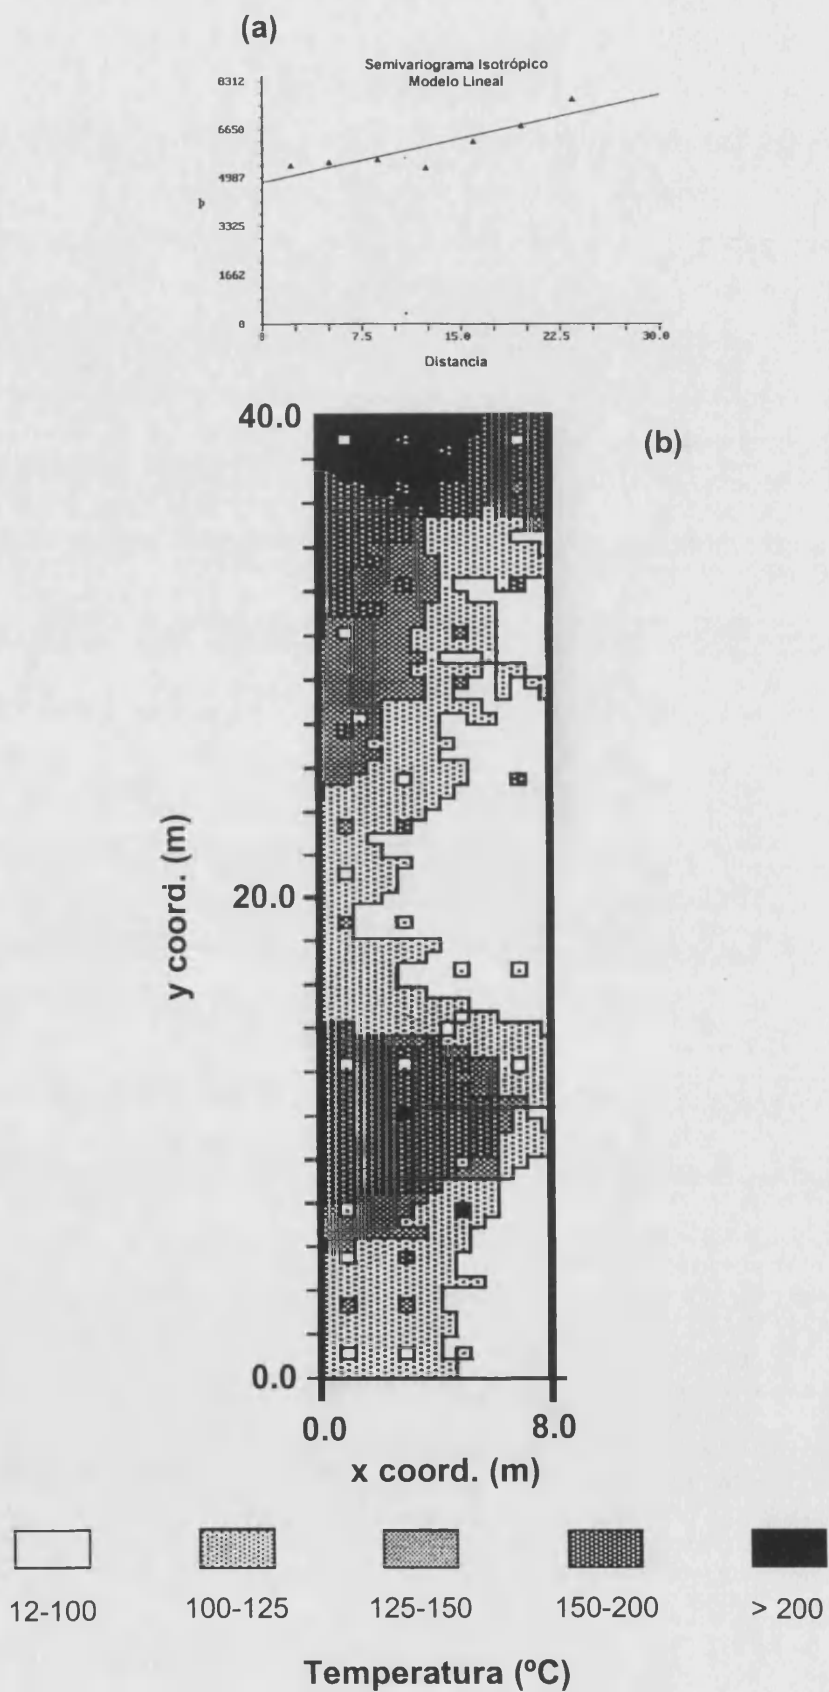 (a)
Semivariograma Isotrópico
Modelo Lineal
8312
6650
4987
3325
1662
0
0 7.5 15.0 22.5 30.0
Distancia
(b)
40.0
20.0
0.0
y coord. (m)
0.0 8.0
x coord. (m)
12-100 100-125 125-150 150-200 > 200
Temperatura (ºC)